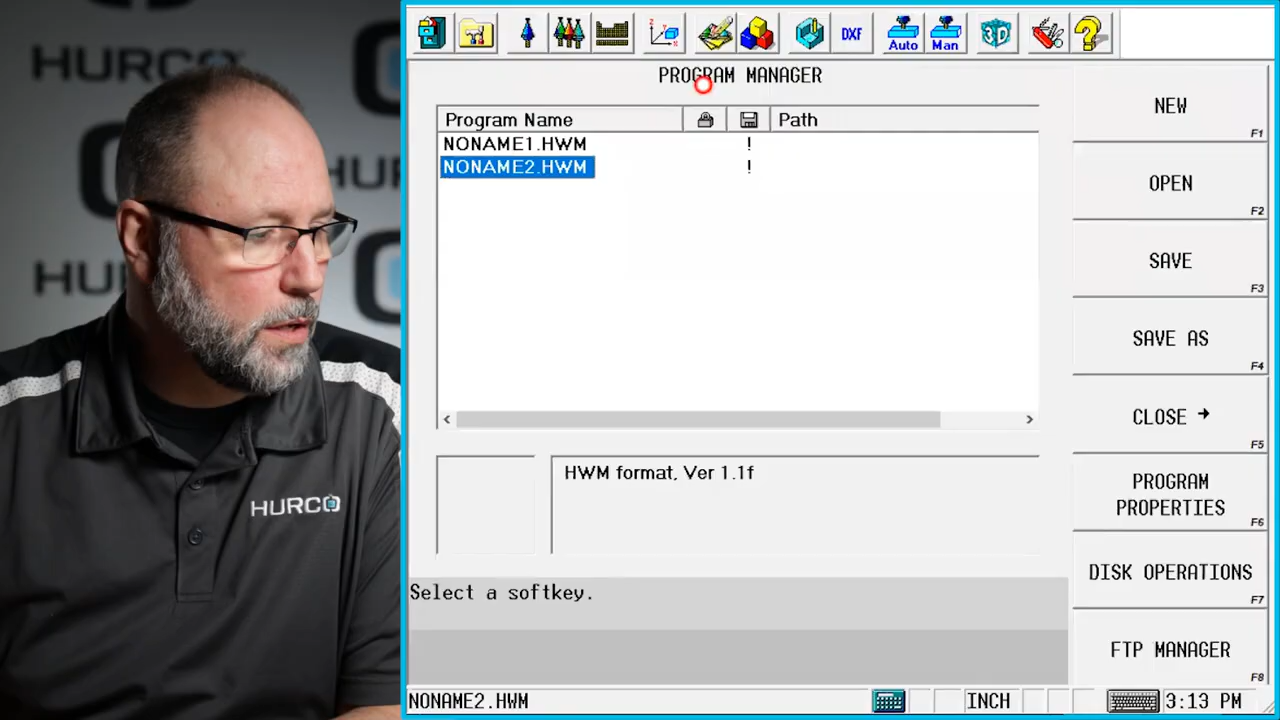 HURCO
HUR
HU
HURCO
DXF
Auto
Man
3D
PROGRAM MANAGER
Program Name
Path
NONAME1.HWM
!
NONAME2.HWM
!
HWM format, Ver 1.1f
Select a softkey.
NONAME2.HWM
INCH
3:13 PM
NEW
F1
OPEN
F2
SAVE
F3
SAVE AS
F4
CLOSE →
F5
PROGRAM
PROPERTIES
F6
DISK OPERATIONS
F7
FTP MANAGER
F8